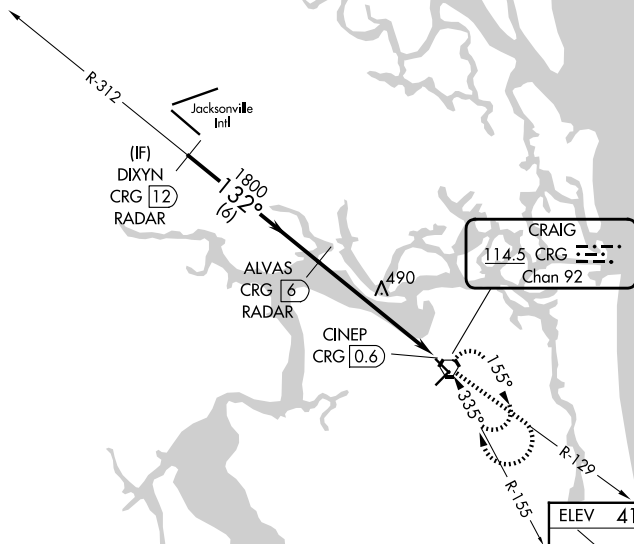 R-312
Jacksonville
Intl
(IF)
DIXYN
CRG 12
RADAR
1800
132°
(6)
ALVAS
CRG 6
RADAR
490
CRAIG
114.5 CRG
Chan 92
CINEP
CRG 0.6
155°
335°
R-129
R-155
ELEV 41